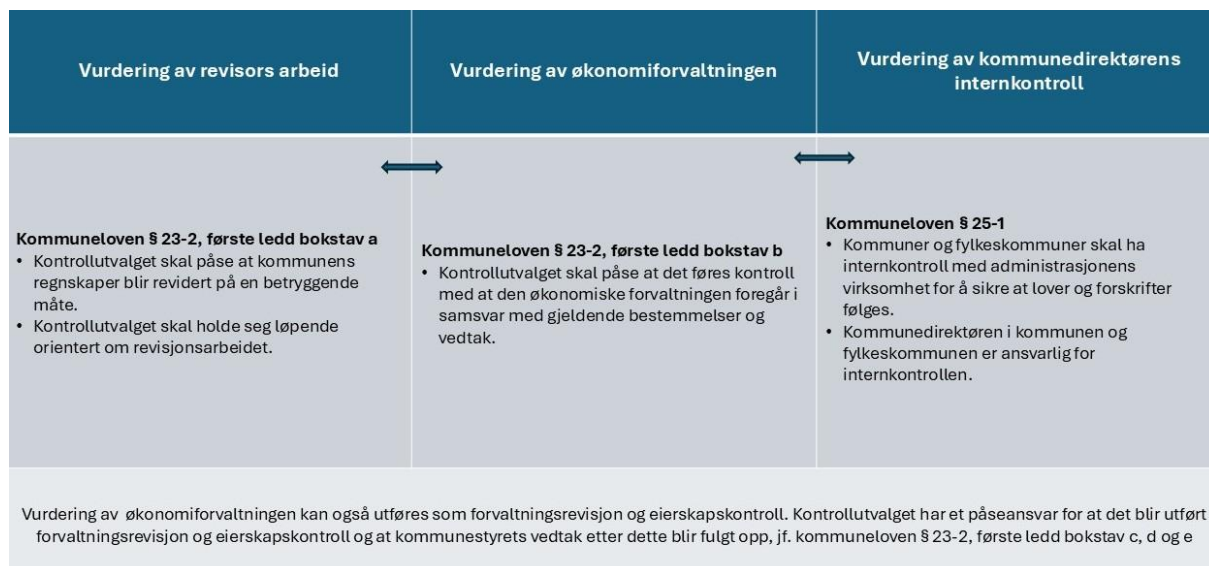 Vurdering av revisors arbeid
Vurdering av økonomiforvaltningen
Vurdering av kommunedirektørens
internkontroll
Kommuneloven § 23-2, første ledd bokstav a
• Kontrollutvalget skal påse at kommunens
regnskaper blir revidert på en betryggende
måte.
• Kontrollutvalget skal holde seg løpende
orientert om revisjonsarbeidet.
Kommuneloven § 23-2, første ledd bokstav b
• Kontrollutvalget skal påse at det føres kontroll
med at den økonomiske forvaltningen foregår i
samsvar med gjeldende bestemmelser og
vedtak.
Kommuneloven § 25-1
• Kommuner og fylkeskommuner skal ha
internkontroll med administrasjonens
virksomhet for å sikre at lover og forskrifter
følges.
• Kommunedirektøren i kommunen og
fylkeskommunen er ansvarlig for
internkontrollen.
Vurdering av økonomiforvaltningen kan også utføres som forvaltningsrevisjon og eierskapskontroll. Kontrollutvalget har et påseansvar for at det blir utført
forvaltningsrevisjon og eierskapskontroll og at kommunestyrets vedtak etter dette blir fulgt opp, jf. kommuneloven § 23-2, første ledd bokstav c, d og e